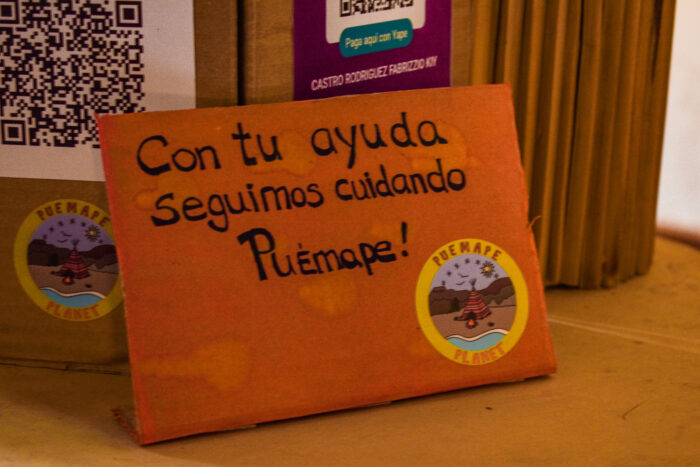 Paga aquí con Yape
CASTRO RODRIGUEZ FABRIZZIO KIY
Con tu ayuda
seguimos cuidando
Puémape!
PUEMAPE
PLANET
PUEMAPE
PLANET